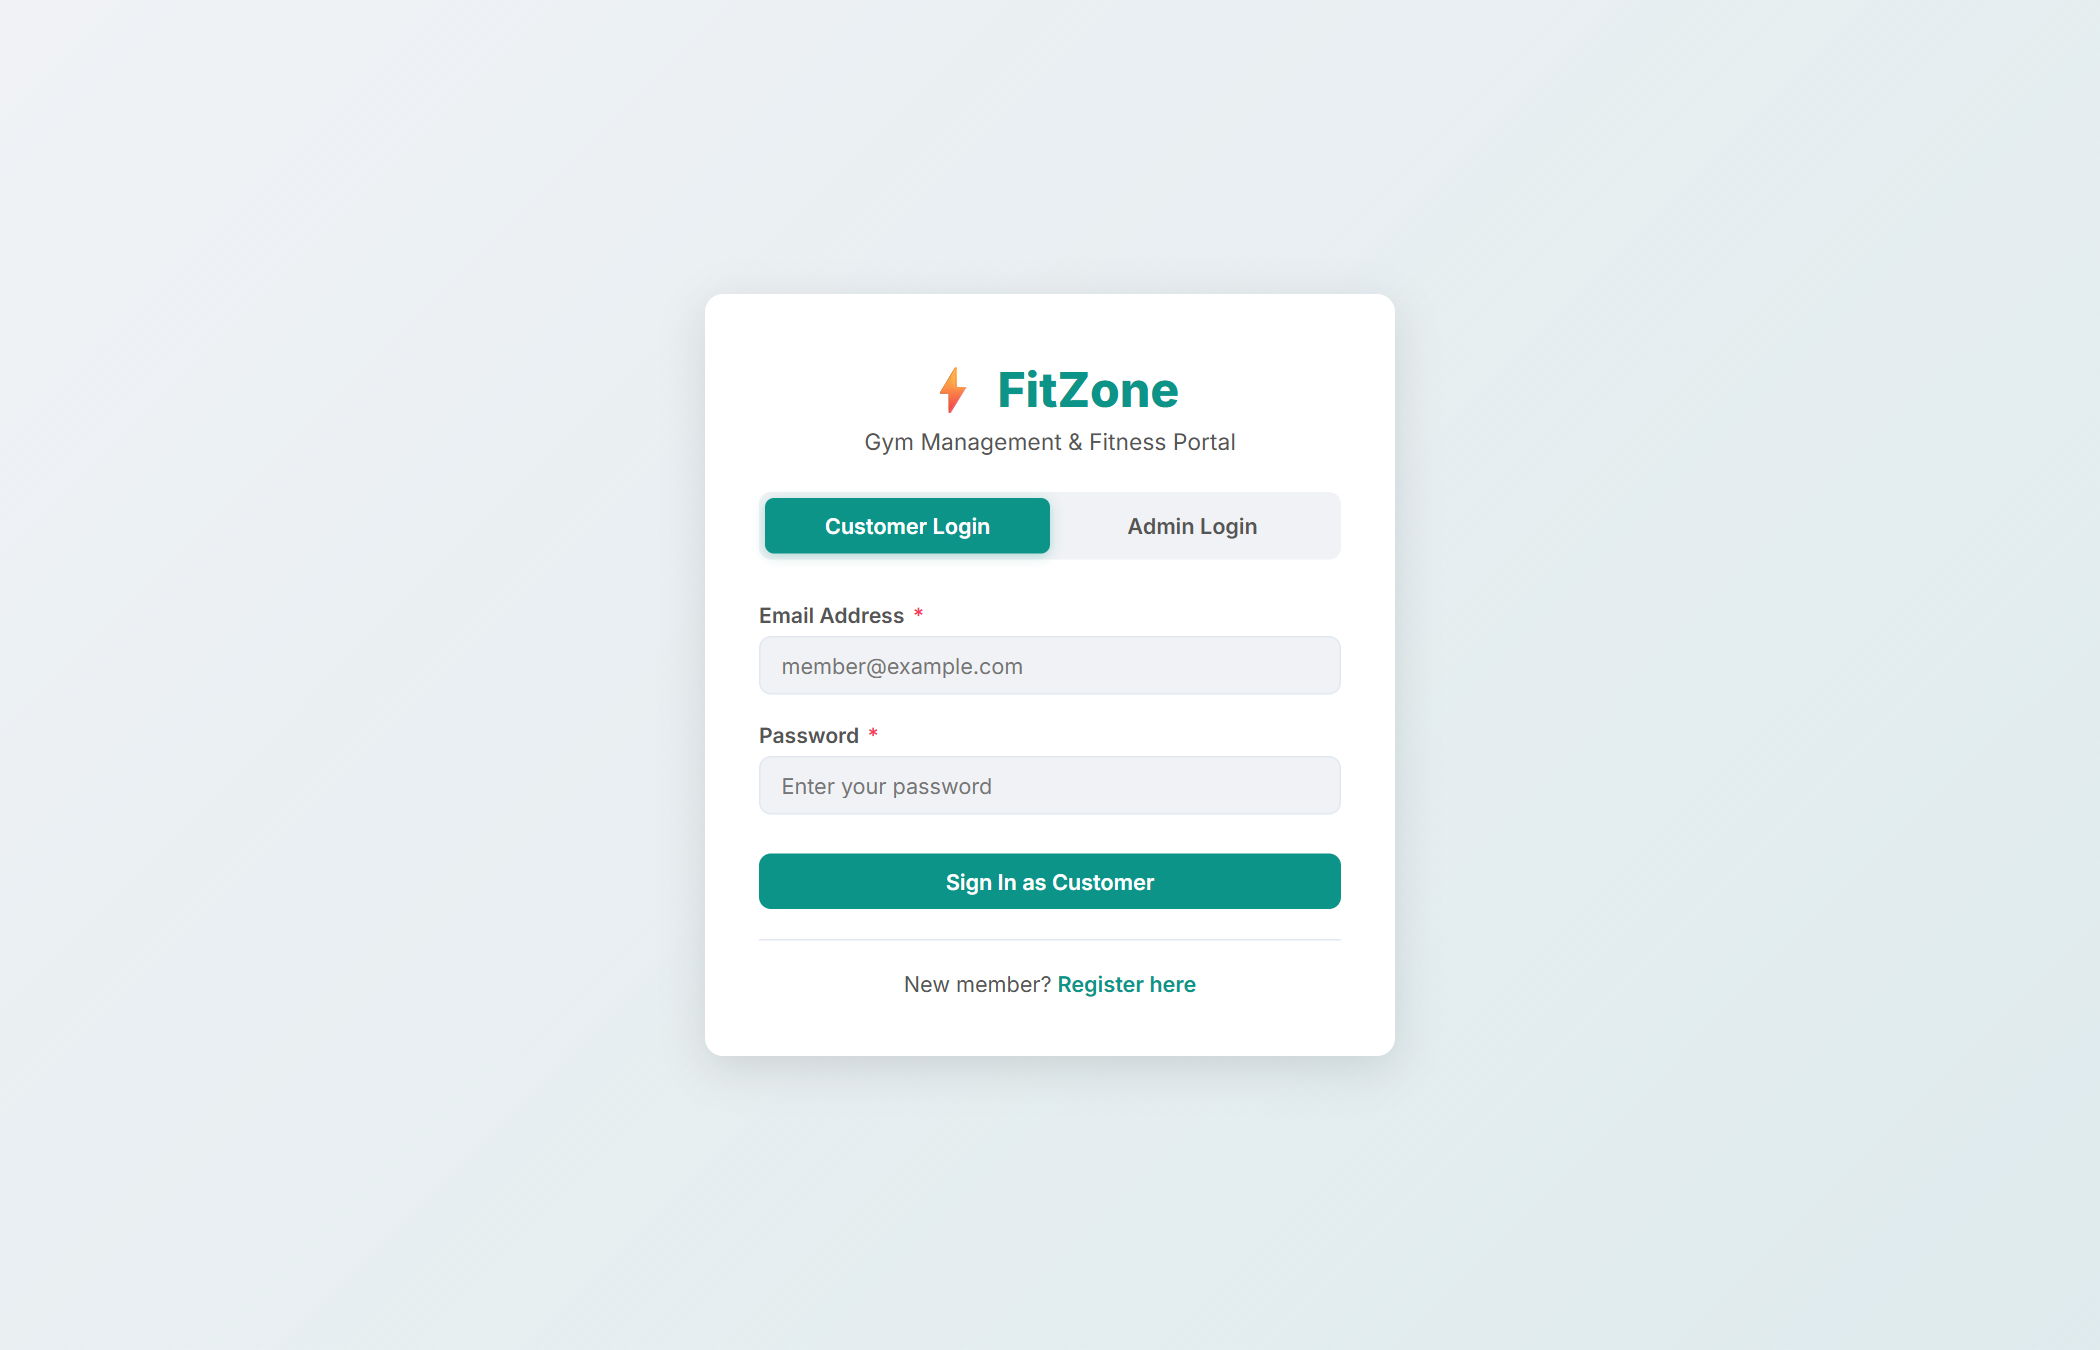 FitZone
Gym Management & Fitness Portal
Customer Login
Admin Login
Email Address *
member@example.com
Password *
Enter your password
Sign In as Customer
New member? Register here